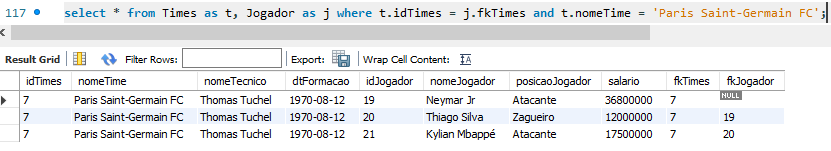 117 select * from Times as t, Jogador as j where t.idTimes = j.fkTimes and t.nomeTime = 'Paris Saint-Germain FC';
Result Grid Filter Rows: Export: Wrap Cell Content:
idTimes nomeTime nomeTecnico dtFormacao idJogador nomeJogador posicaoJogador salario fkTimes fkJogador
7 Paris Saint-Germain FC Thomas Tuchel 1970-08-12 19 Neymar Jr Atacante 36800000 7 NULL
7 Paris Saint-Germain FC Thomas Tuchel 1970-08-12 20 Thiago Silva Zagueiro 12000000 7 19
7 Paris Saint-Germain FC Thomas Tuchel 1970-08-12 21 Kylian Mbappé Atacante 17500000 7 20